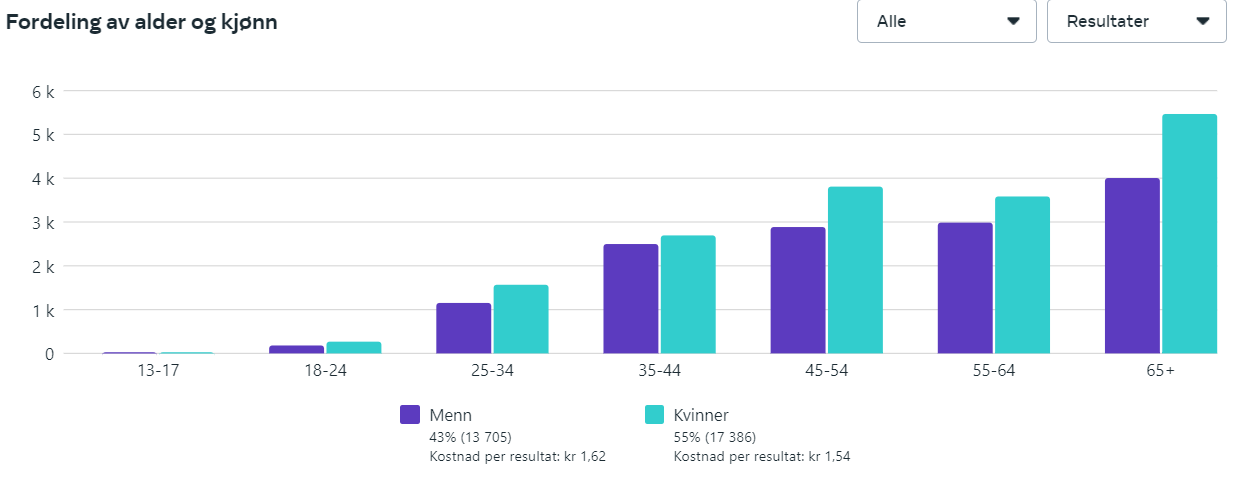 Fordeling av alder og kjønn
Alle
Resultater
6 k
5 k
4 k
3 k
2 k
1 k
0
13-17
18-24
25-34
35-44
45-54
55-64
65+
Menn
43% (13 705)
Kostnad per resultat: kr 1,62
Kvinner
55% (17 386)
Kostnad per resultat: kr 1,54